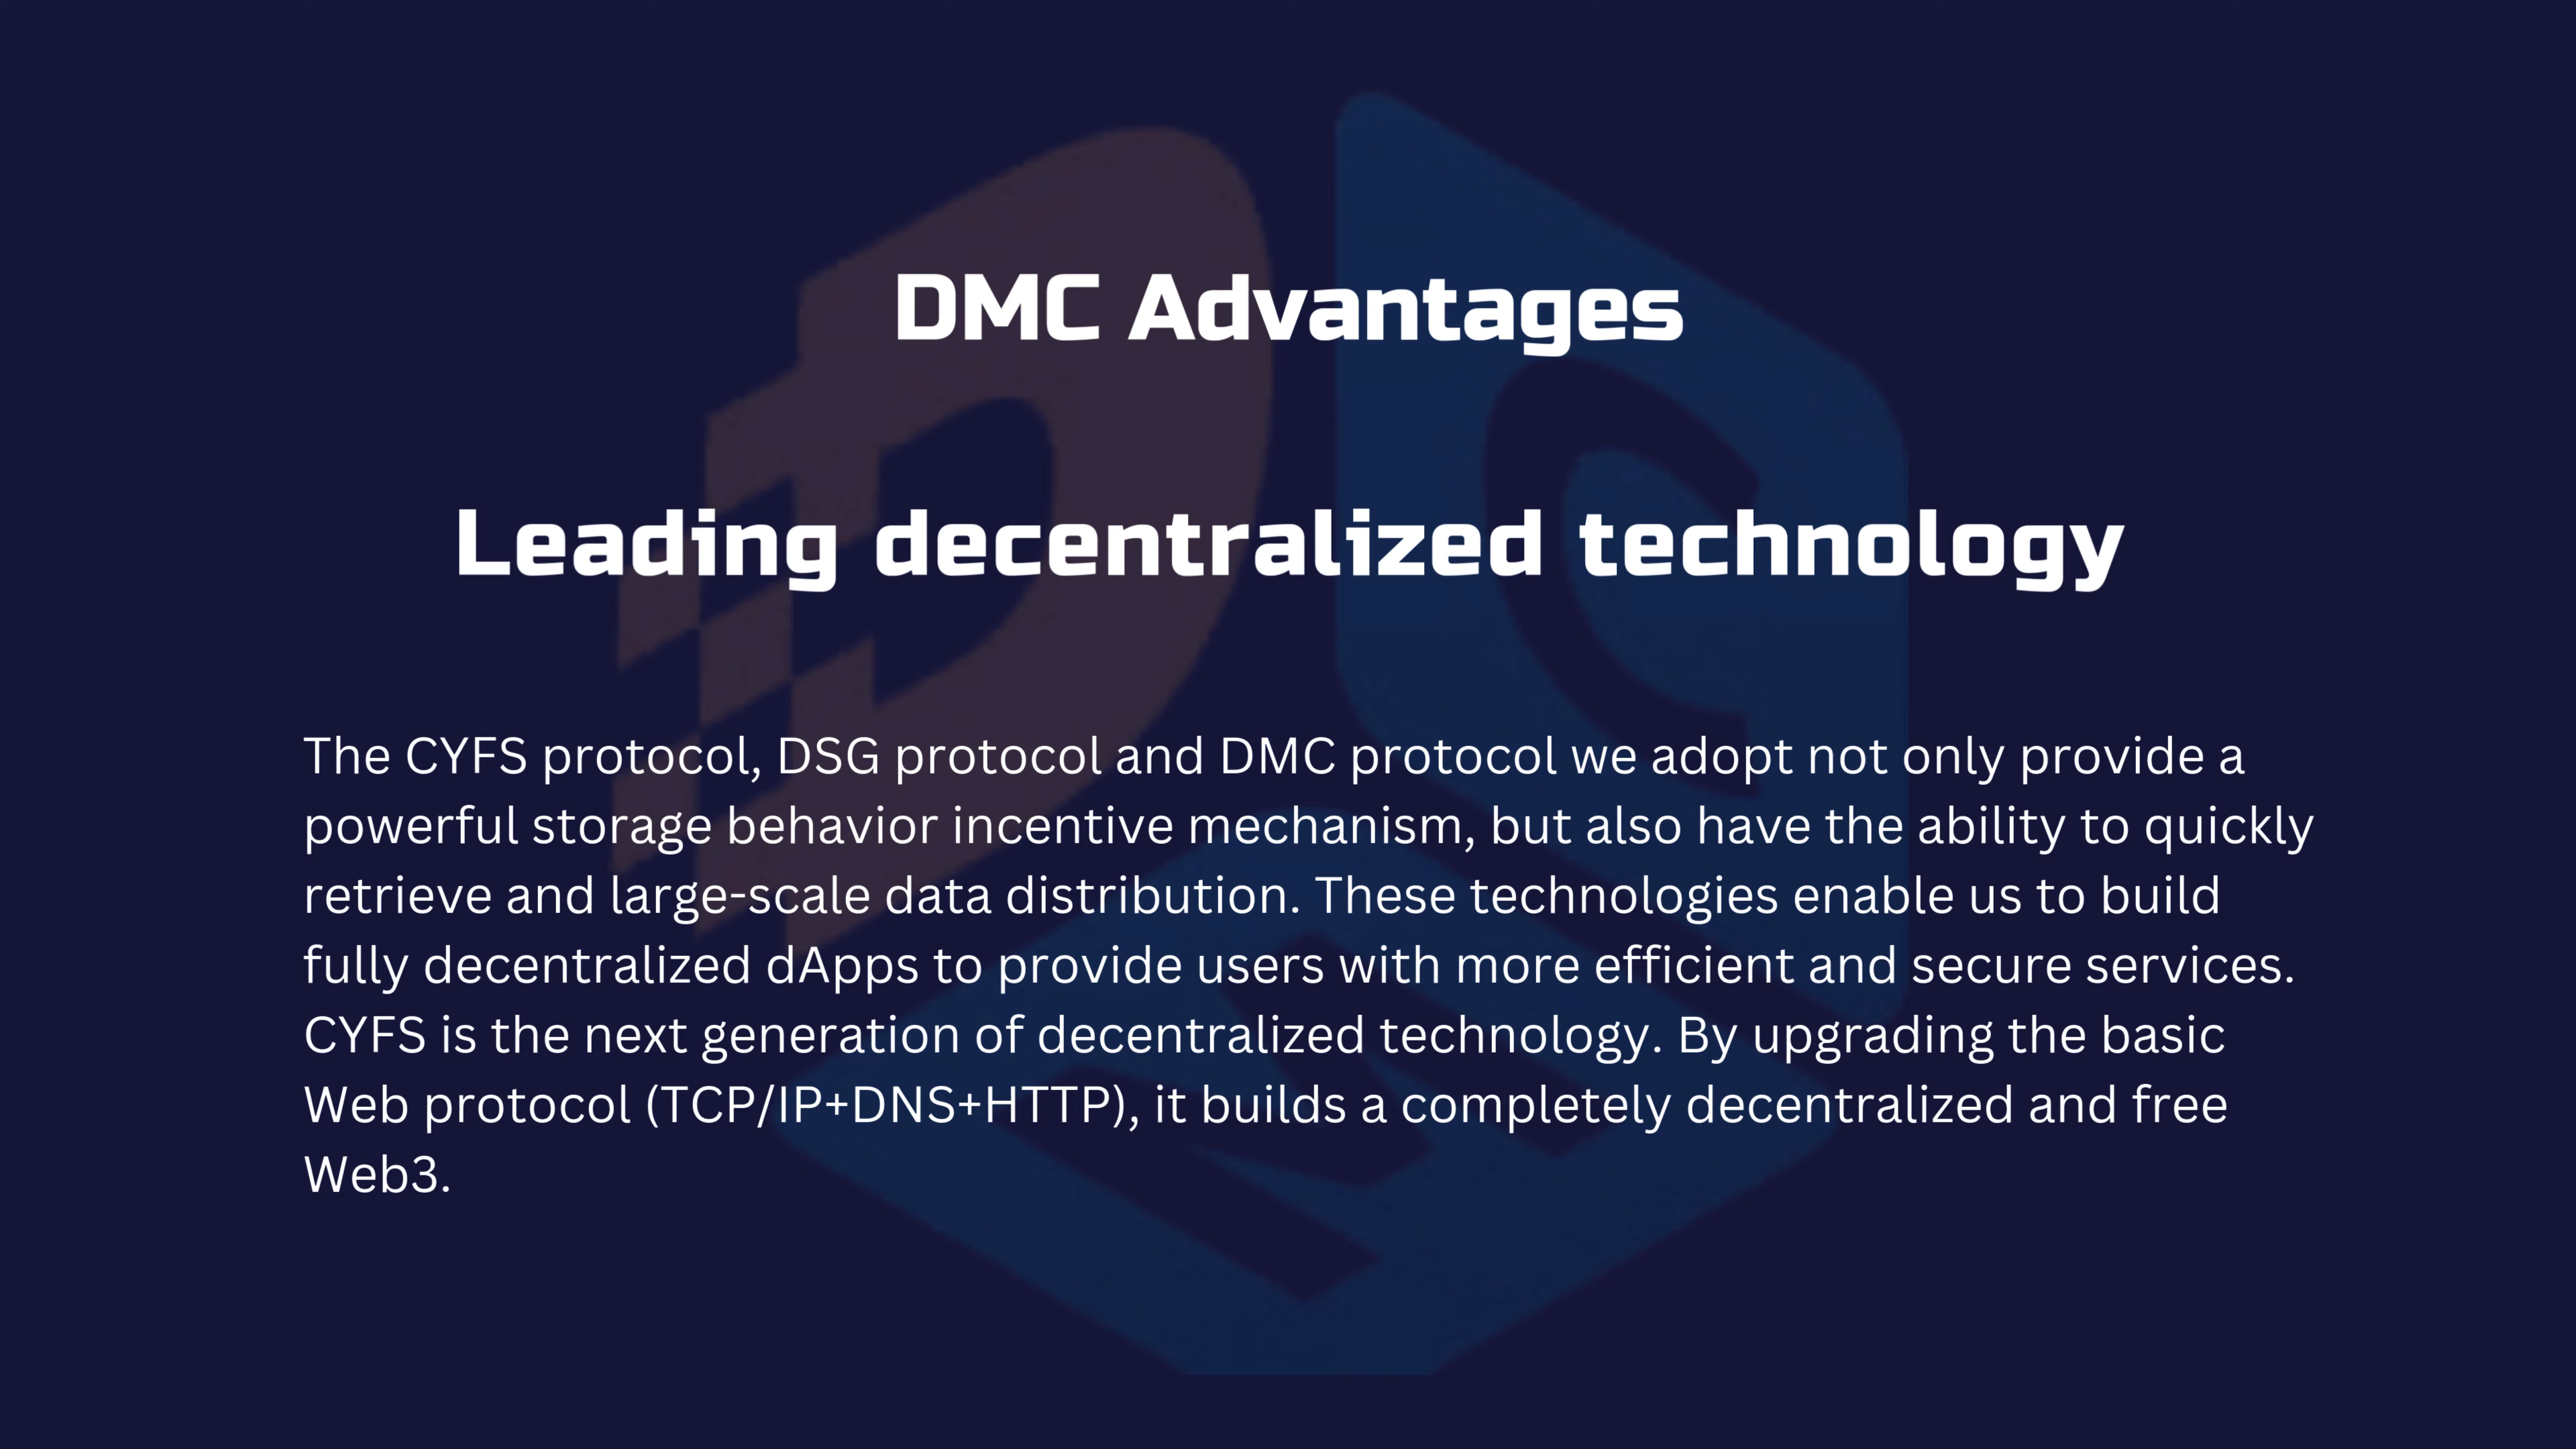 DMC Advantages
Leading decentralized technology
The CYFS protocol, DSG protocol and DMC protocol we adopt not only provide a
powerful storage behavior incentive mechanism, but also have the ability to quickly
retrieve and large-scale data distribution. These technologies enable us to build
fully decentralized dApps to provide users with more efficient and secure services.
CYFS is the next generation of decentralized technology. By upgrading the basic
Web protocol (TCP/IP+DNS+HTTP), it builds a completely decentralized and free
Web3.